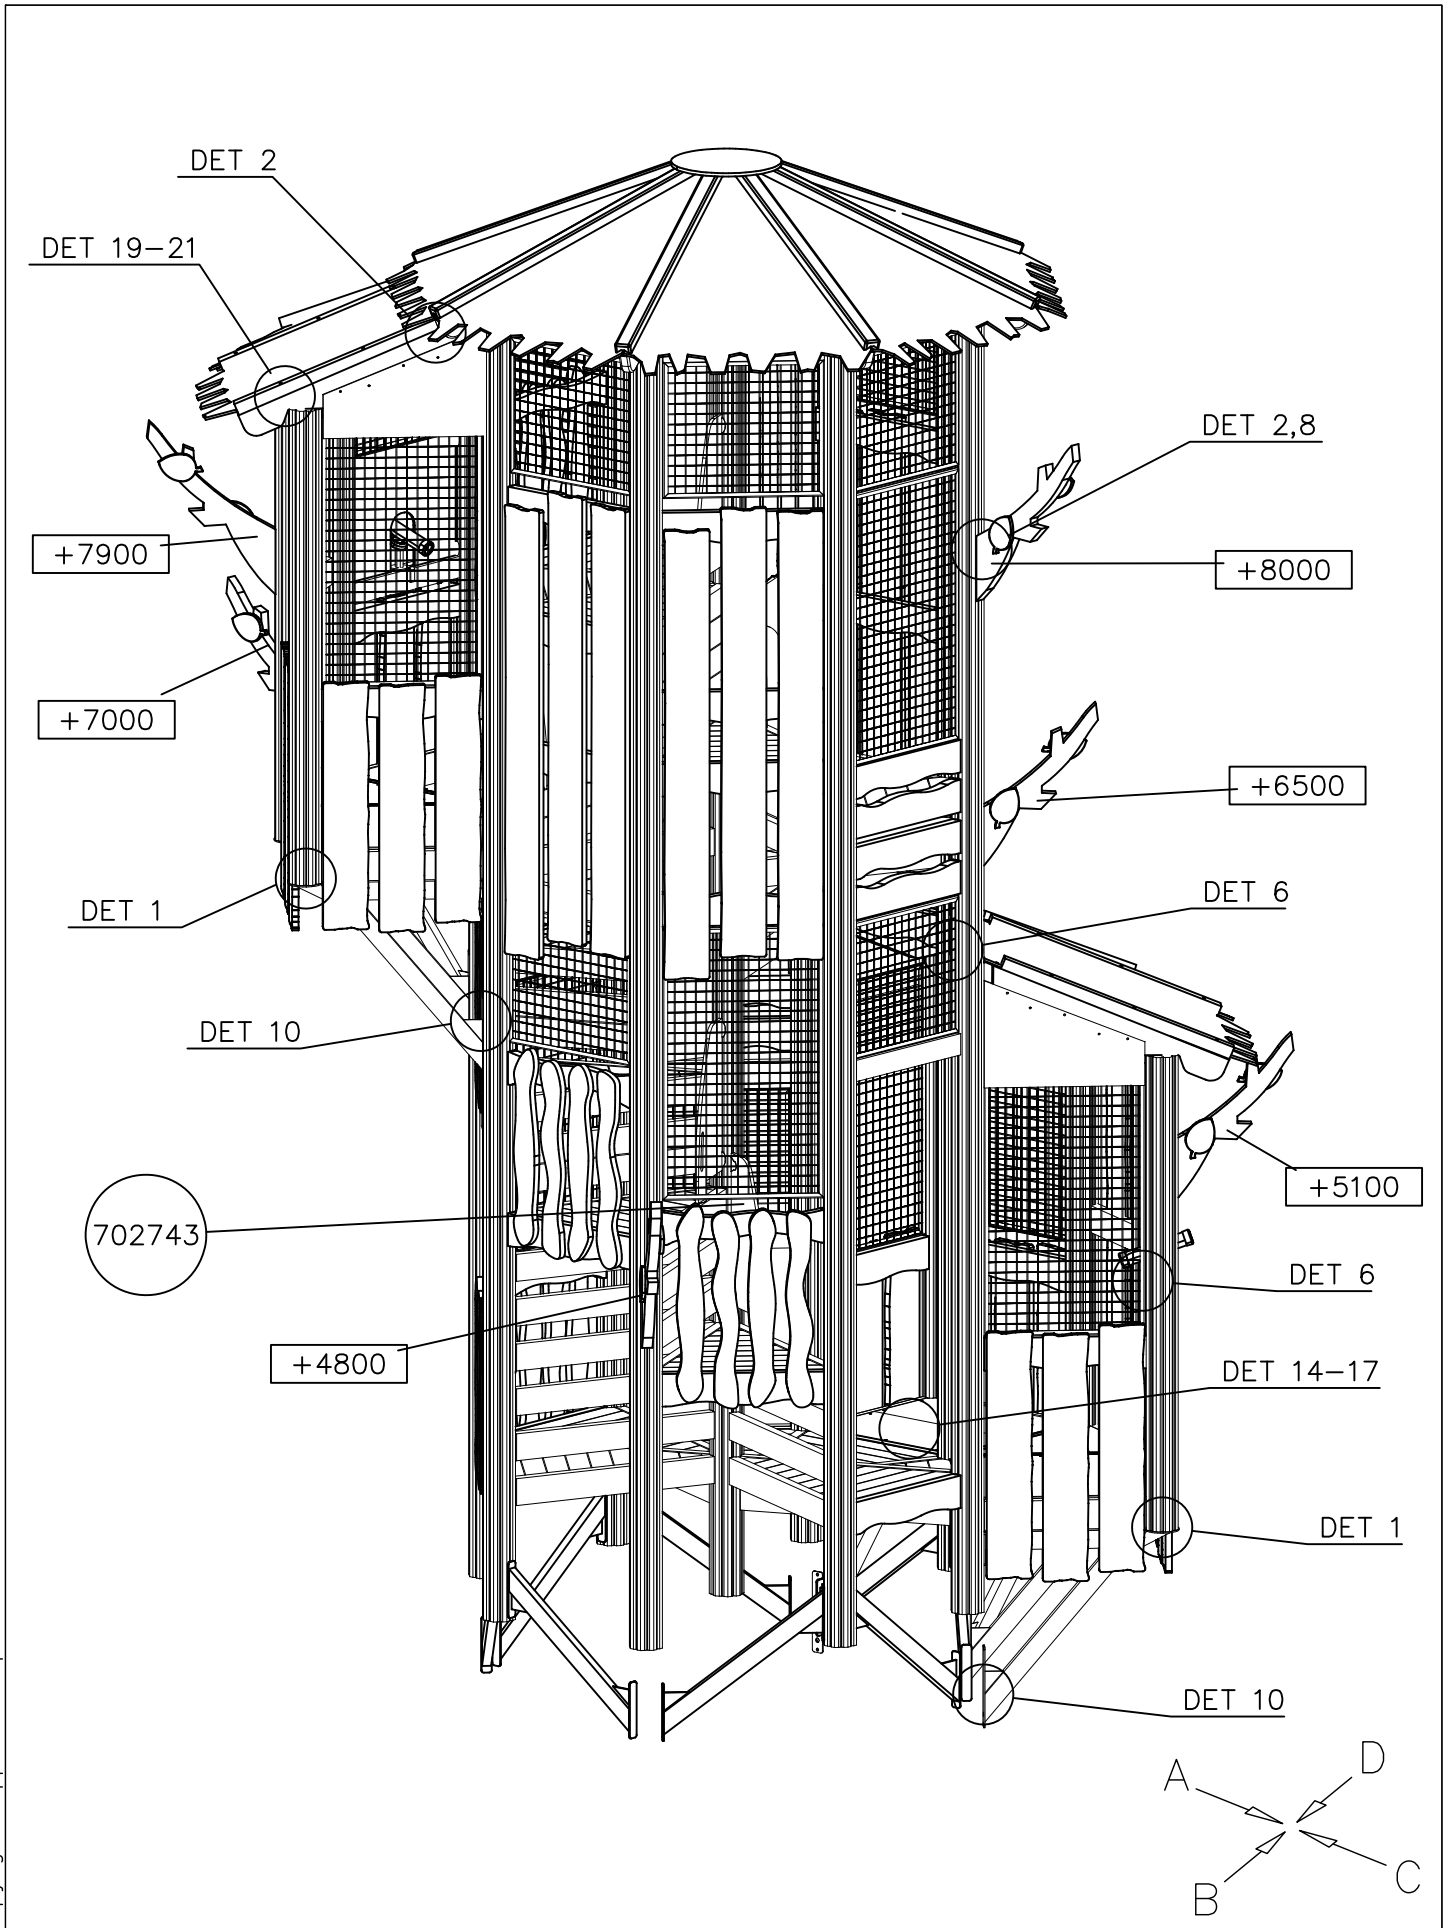 DET 2
DET 19-21
DET 2,8
+7900
+8000
+7000
+6500
DET 6
DET 1
DET 10
+5100
702743
DET 6
+4800
DET 14-17
DET 1
DET 10
A
D
B
C